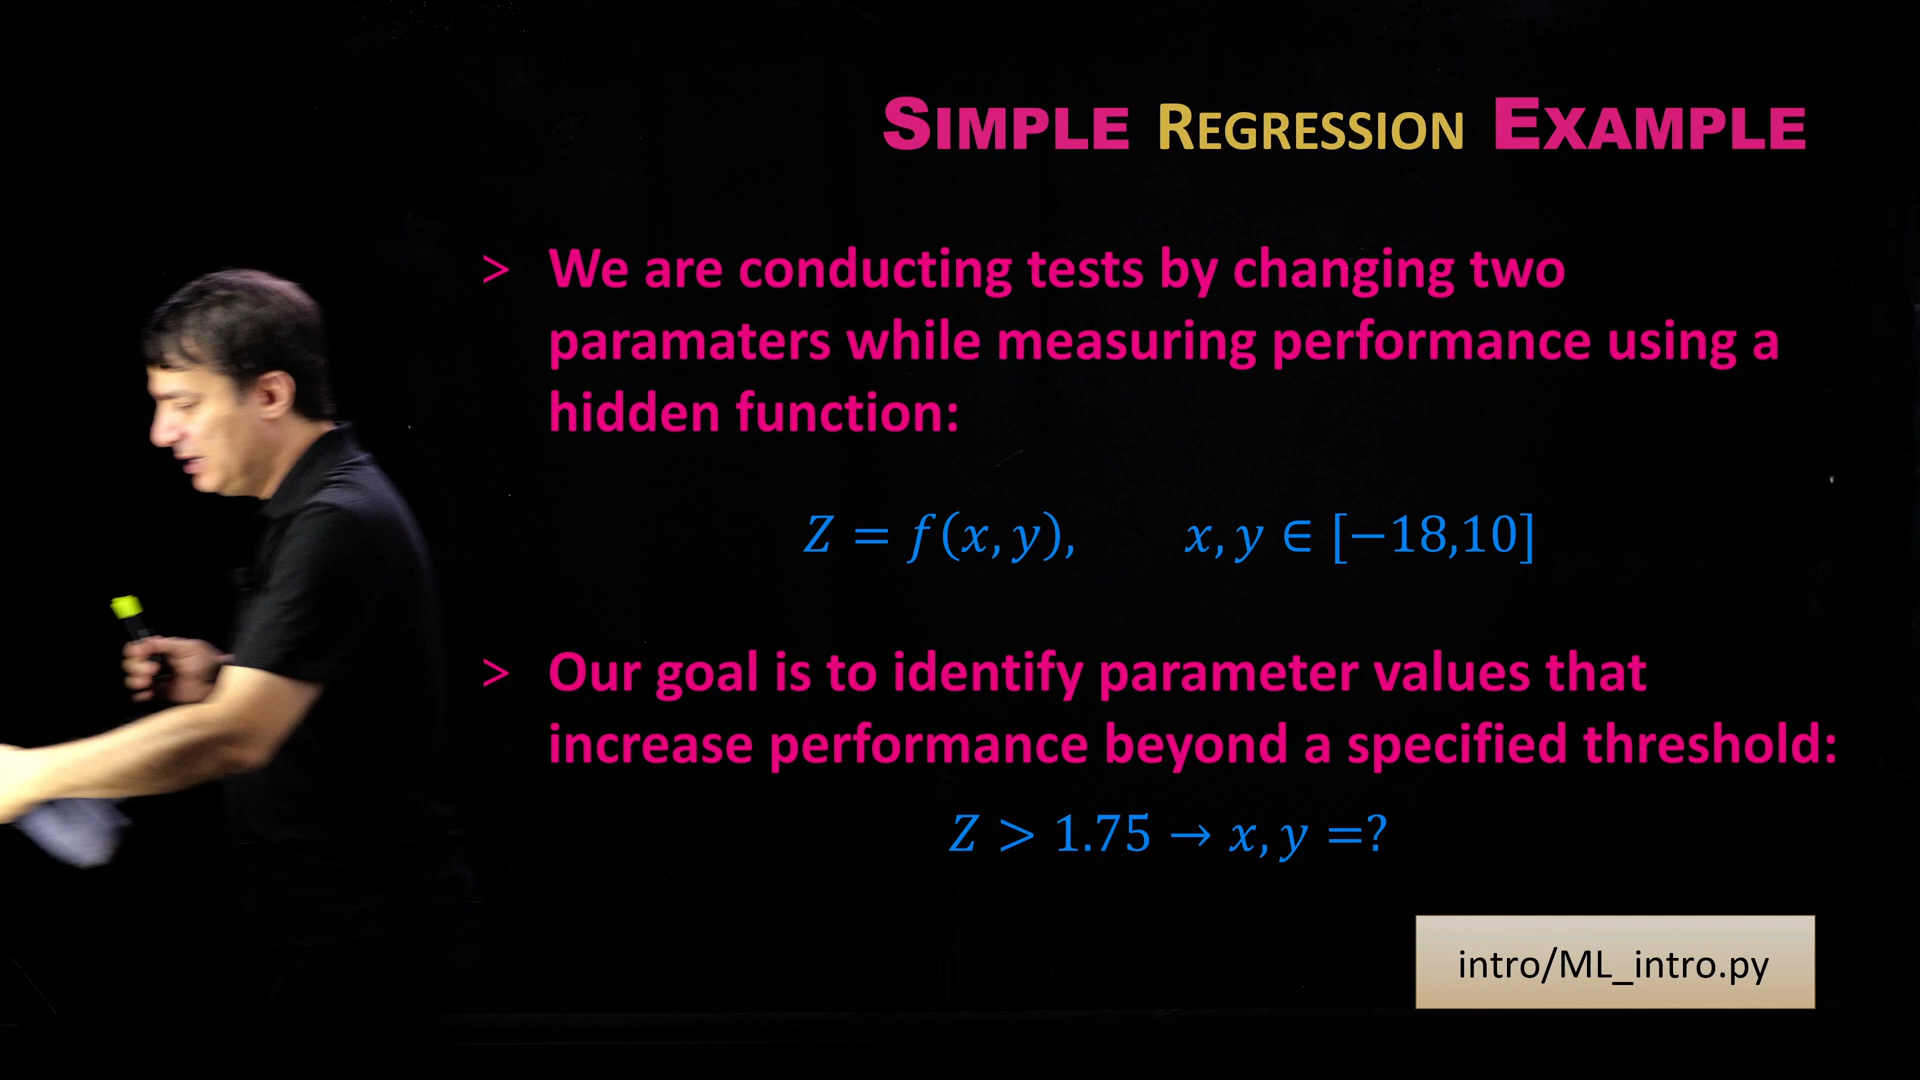 SIMPLE REGRESSION EXAMPLE
> We are conducting tests by changing two
paramaters while measuring performance using a
hidden function:
Z = f(x, y), x, y ∈ [−18,10]
> Our goal is to identify parameter values that
increase performance beyond a specified threshold:
Z > 1.75 → x, y =?
intro/ML_intro.py